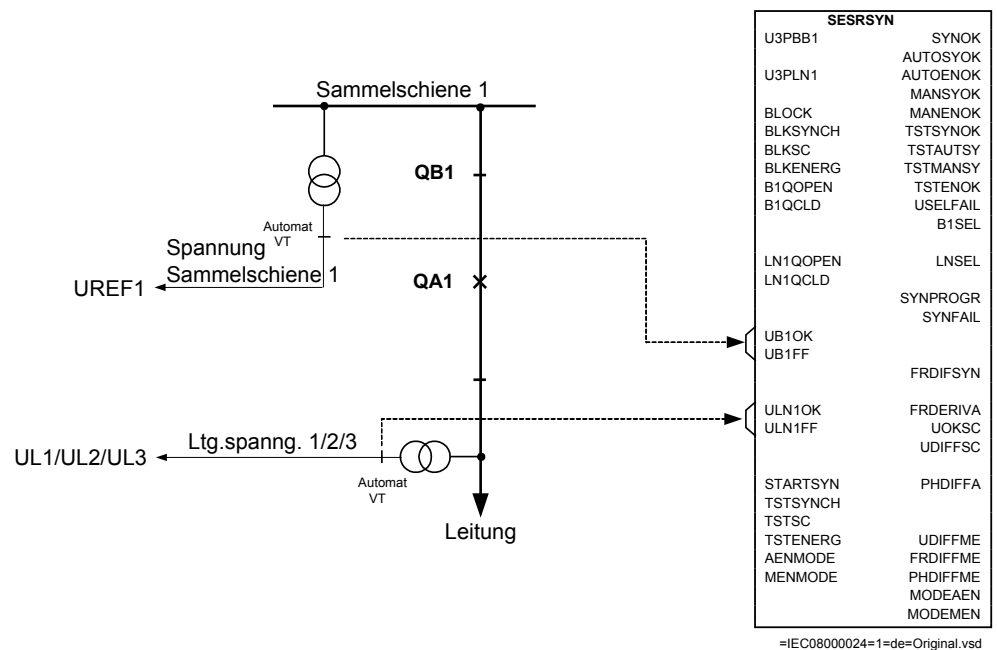 SESRSYN
U3PBB1 SYNOK
AUTOSYOK
U3PLN1 AUTOENOK
MANSYOK
BLOCK MANENOK
BLKSYNCH TSTSYNOK
BLKSC TSTAUTSY
BLKENERG TSTMANSY
B1QOPEN TSTENOK
B1QCLD USELFAIL
B1SEL
LN1QOPEN LNSEL
LN1QCLD
SYNPROGR
SYNFAIL
UB1OK
UB1FF
FRDIFSYN
ULN1OK FRDERIVA
ULN1FF UOKSC
UDIFFSC
STARTSYN PHDIFFA
TSTSYNCH
TSTSC
TSTENERG UDIFFME
AENMODE FRDIFFME
MENMODE PHDIFFME
MODEAEN
MODEMEN
Sammelschiene 1
QB1
Automat
VT
Spannung
Sammelschiene 1
UREF1
QA1
Ltg.spanng. 1/2/3
UL1/UL2/UL3
Automat
VT
Leitung
=IEC08000024=1=de=Original.vsd